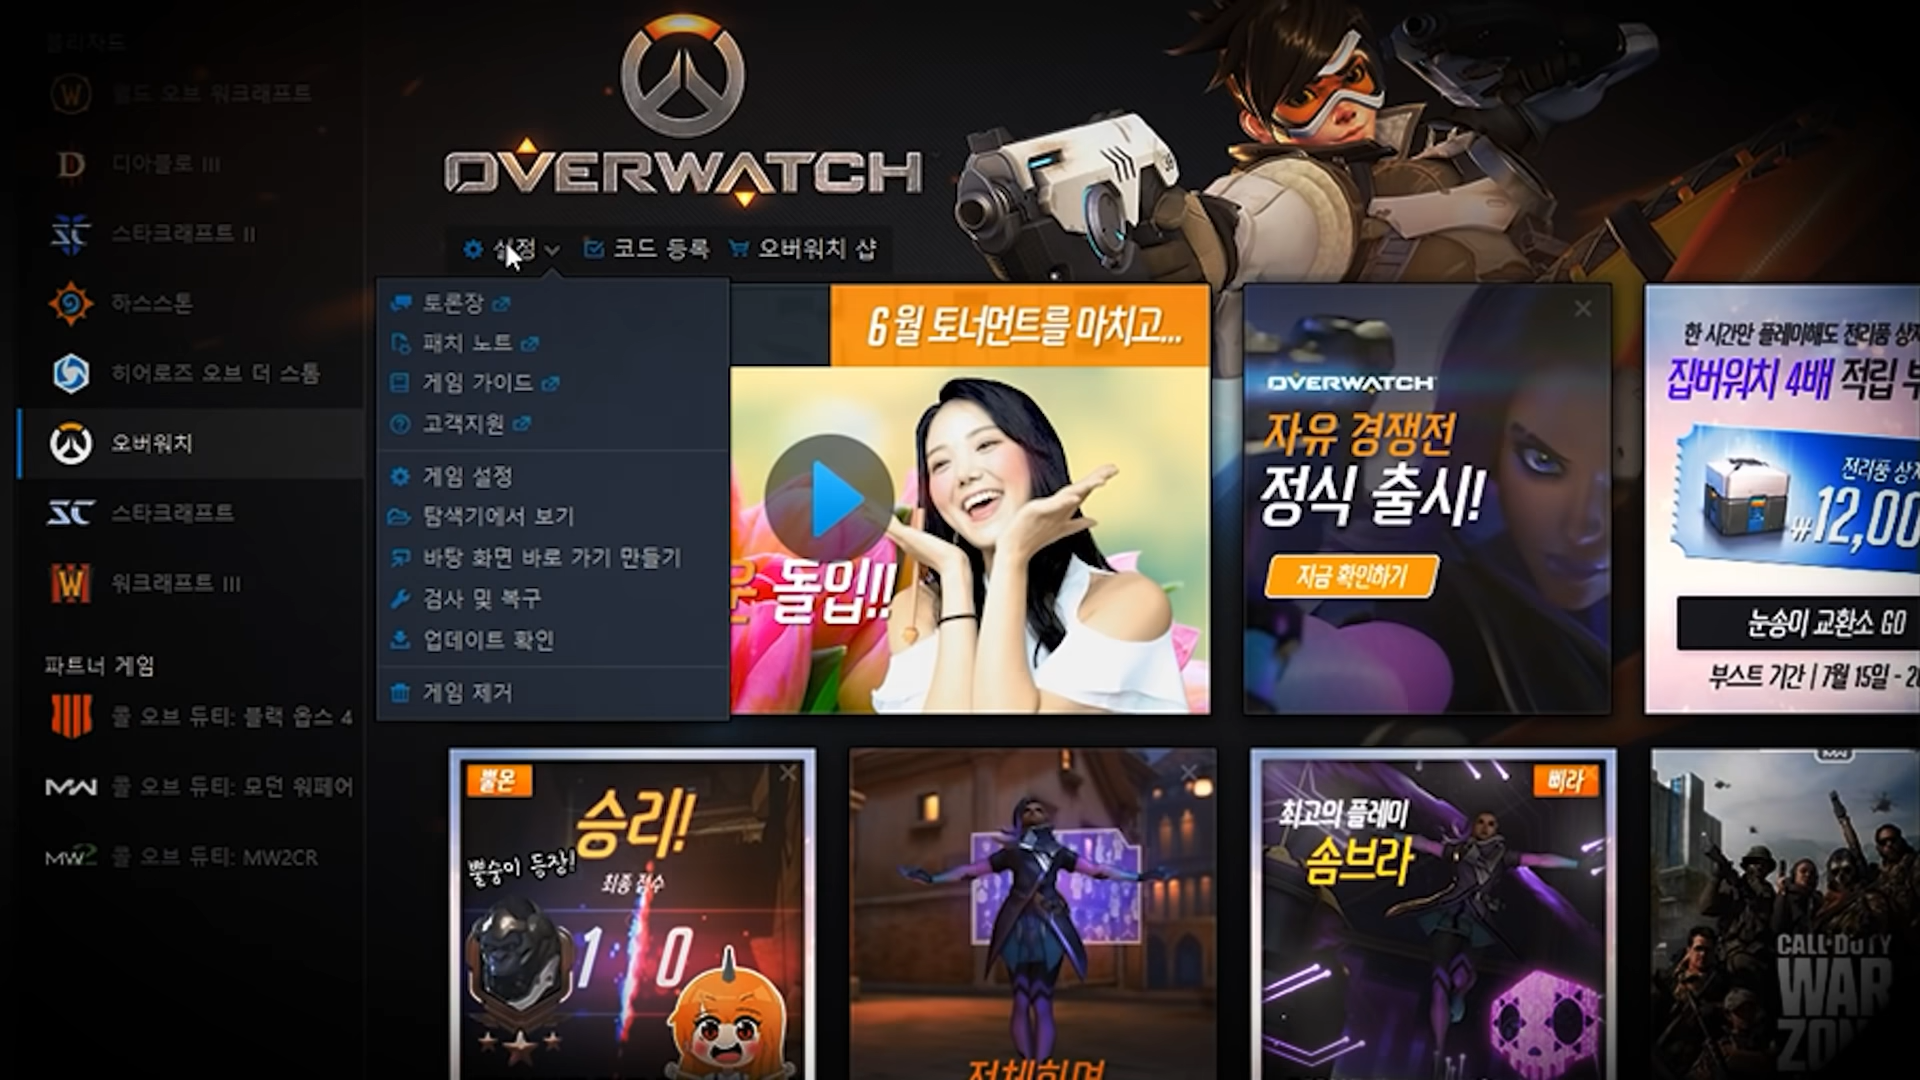 블리자드
월드 오브 워크래프트
디아블로 III
스타크래프트 II
하스스톤
히어로즈 오브 더 스톰
오버워치
스타크래프트
워크래프트 III
파트너 게임
콜 오브 듀티: 블랙 옵스 4
콜 오브 듀티: 모던 워페어
콜 오브 듀티: MW2CR
OVERWATCH
설정
코드 등록
오버워치 샵
토론장
패치 노트
게임 가이드
고객지원
게임 설정
탐색기에서 보기
바탕 화면 바로 가기 만들기
검사 및 복구
업데이트 확인
게임 제거
6월 토너먼트를 마치고...
돌입!!
OVERWATCH
자유 경쟁전
정식 출시!
지금 확인하기
한 시간만 플레이해도 전리품 상자
집버워치 4배 적립
전리품 상자
₩12,00
눈송이 교환소 GO
부스트 기간 | 7월 15일 - 2
뽈온
승리!
뿔숭이 등장!
최종 점수
1 0
전체화면
삐라
최고의 플레이
솜브라
CALL DUTY
WAR
ZON